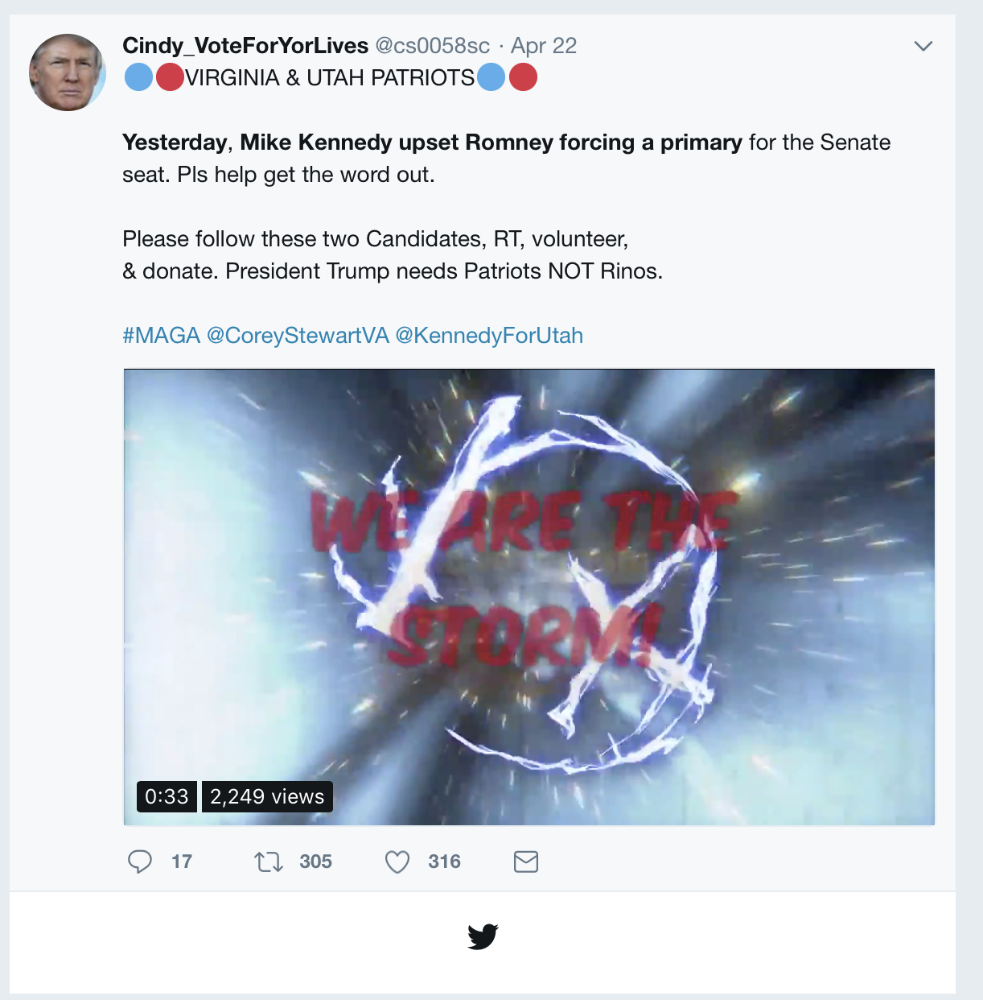 Cindy_VoteForYorLives @cs0058sc · Apr 22
🔵🔴VIRGINIA & UTAH PATRIOTS🔵🔴
Yesterday, Mike Kennedy upset Romney forcing a primary for the Senate
seat. Pls help get the word out.
Please follow these two Candidates, RT, volunteer,
& donate. President Trump needs Patriots NOT Rinos.
#MAGA @CoreyStewartVA @KennedyForUtah
WE ARE THE
STORM!
0:33 2,249 views
17 305 316